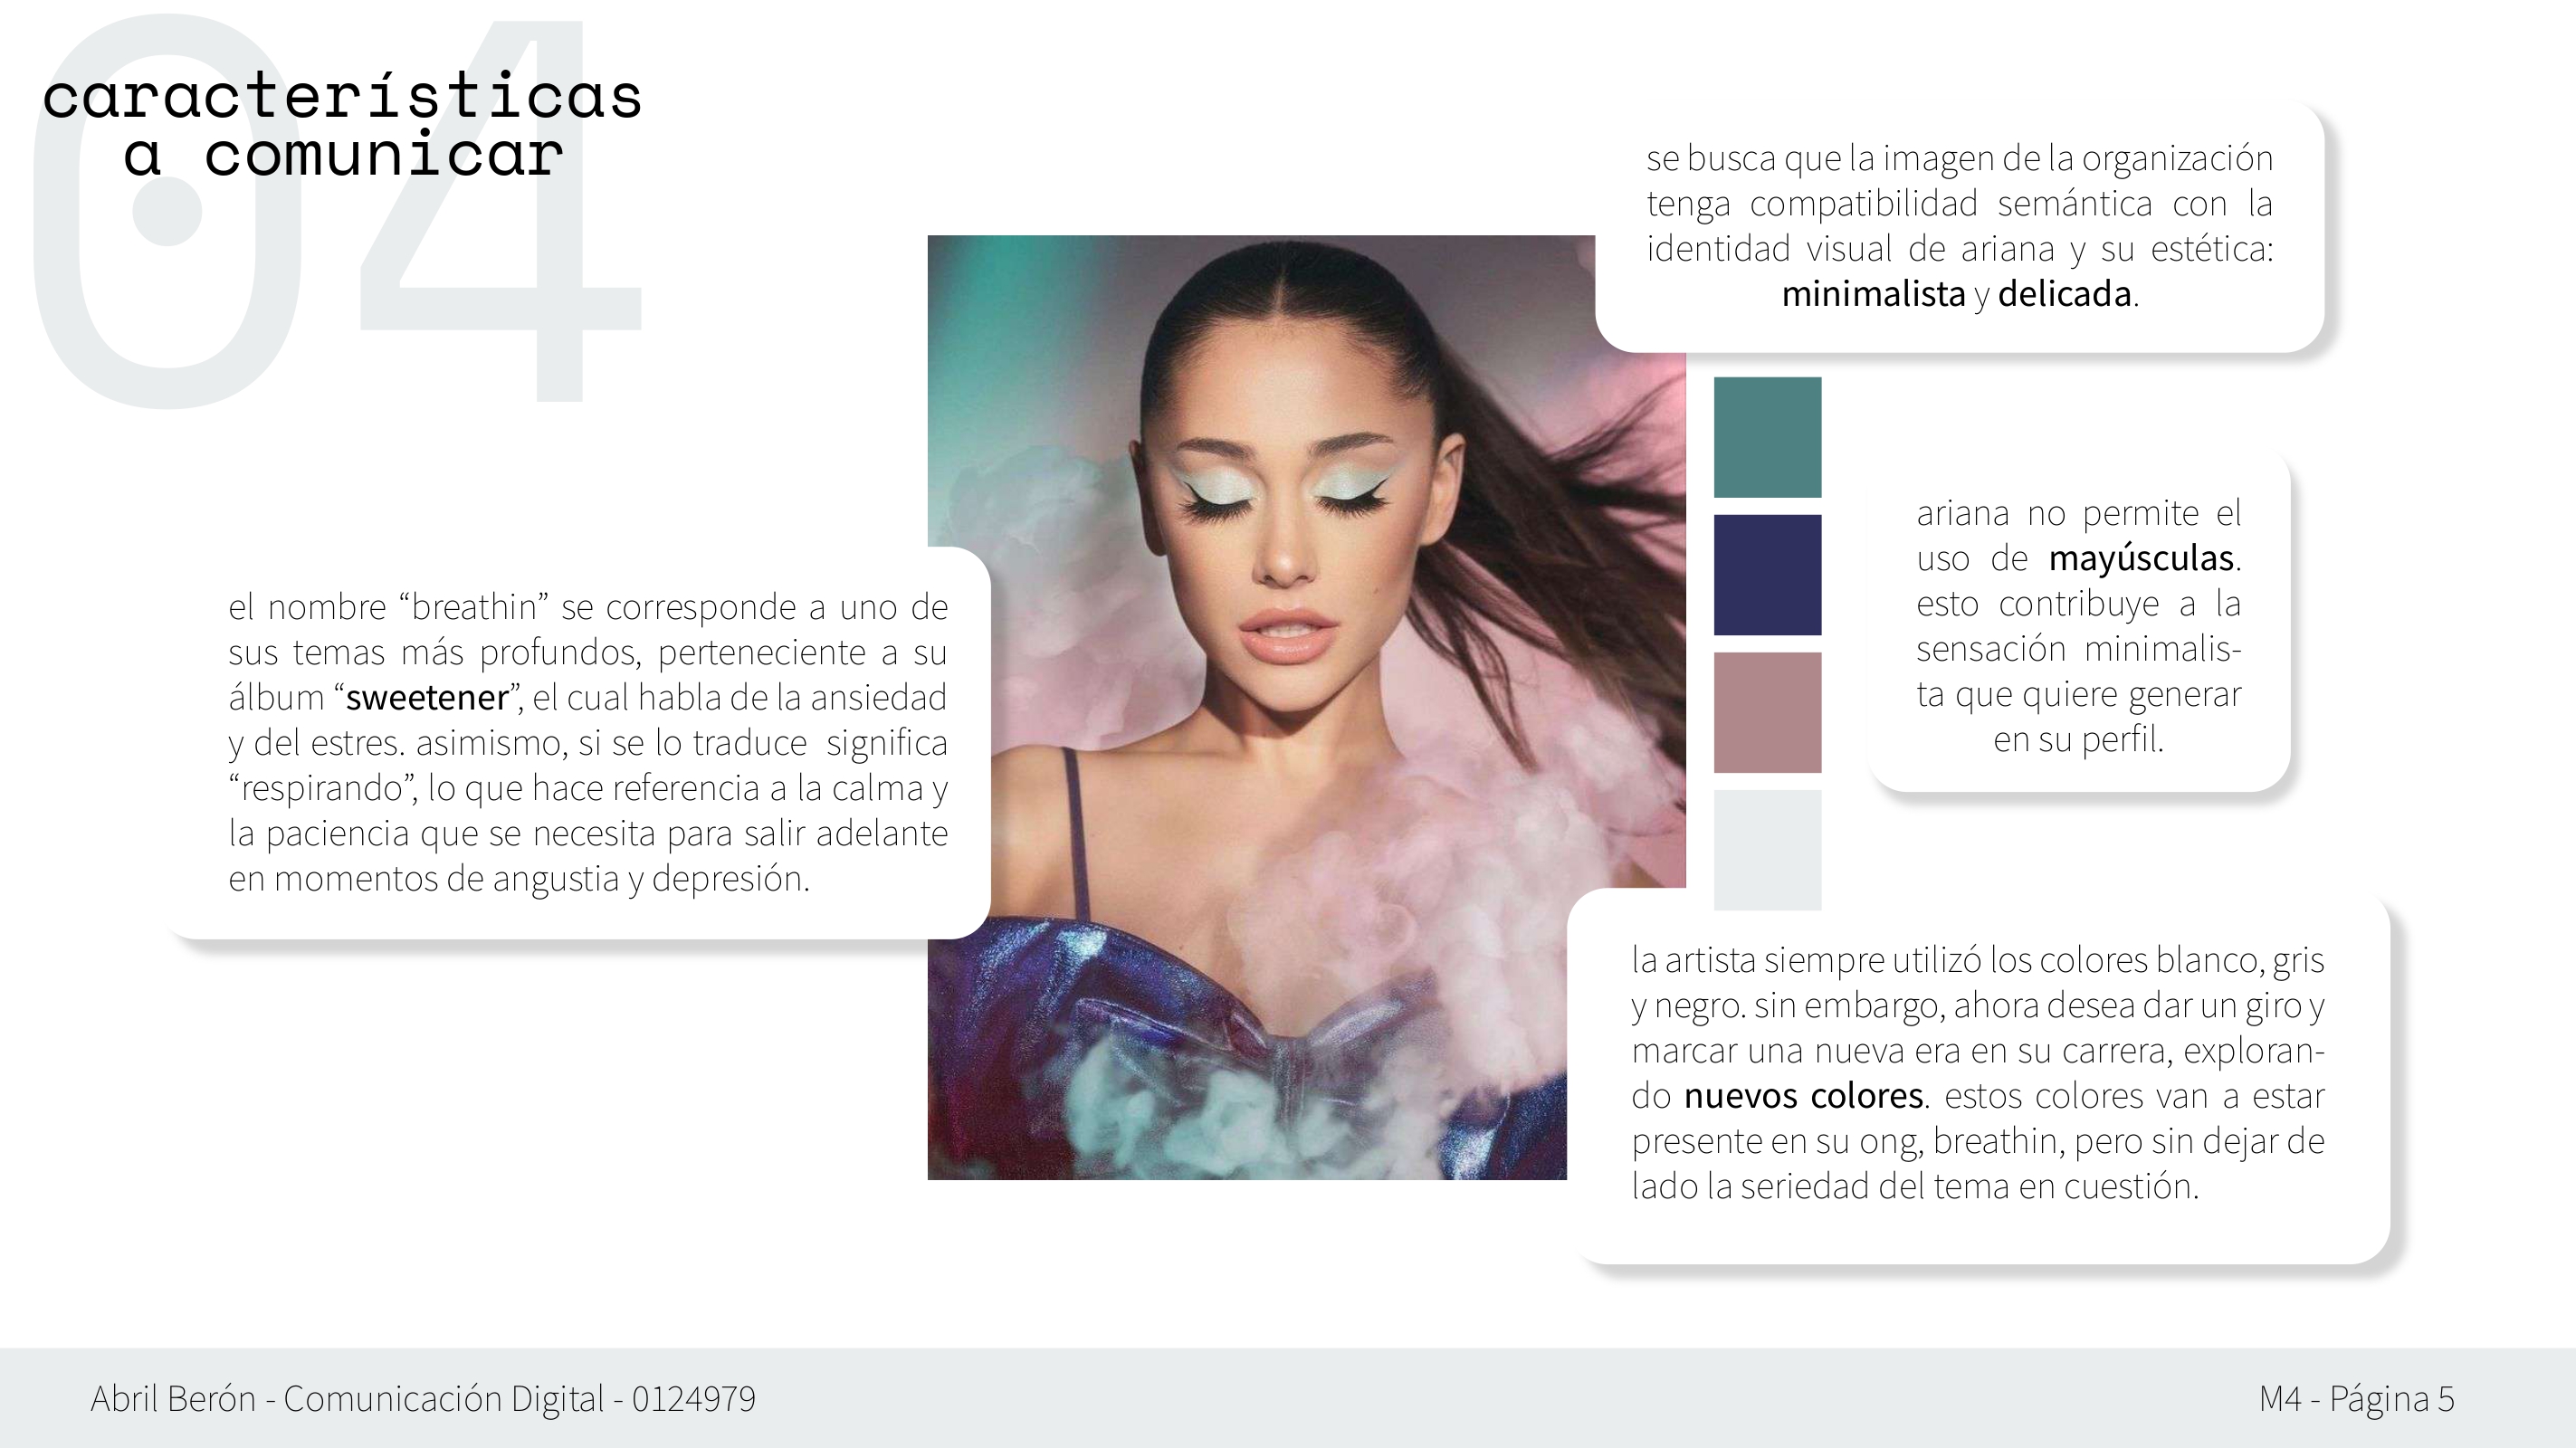 04
características
a comunicar
se busca que la imagen de la organización
tenga compatibilidad semántica con la
identidad visual de ariana y su estética:
minimalista y delicada.
ariana no permite el
uso de mayúsculas.
esto contribuye a la
sensación minimalis-
ta que quiere generar
en su perfil.
el nombre “breathin” se corresponde a uno de
sus temas más profundos, perteneciente a su
álbum “sweetener”, el cual habla de la ansiedad
y del estres. asimismo, si se lo traduce significa
“respirando”, lo que hace referencia a la calma y
la paciencia que se necesita para salir adelante
en momentos de angustia y depresión.
la artista siempre utilizó los colores blanco, gris
y negro. sin embargo, ahora desea dar un giro y
marcar una nueva era en su carrera, exploran-
do nuevos colores. estos colores van a estar
presente en su ong, breathin, pero sin dejar de
lado la seriedad del tema en cuestión.
Abril Berón - Comunicación Digital - 0124979
M4 - Página 5